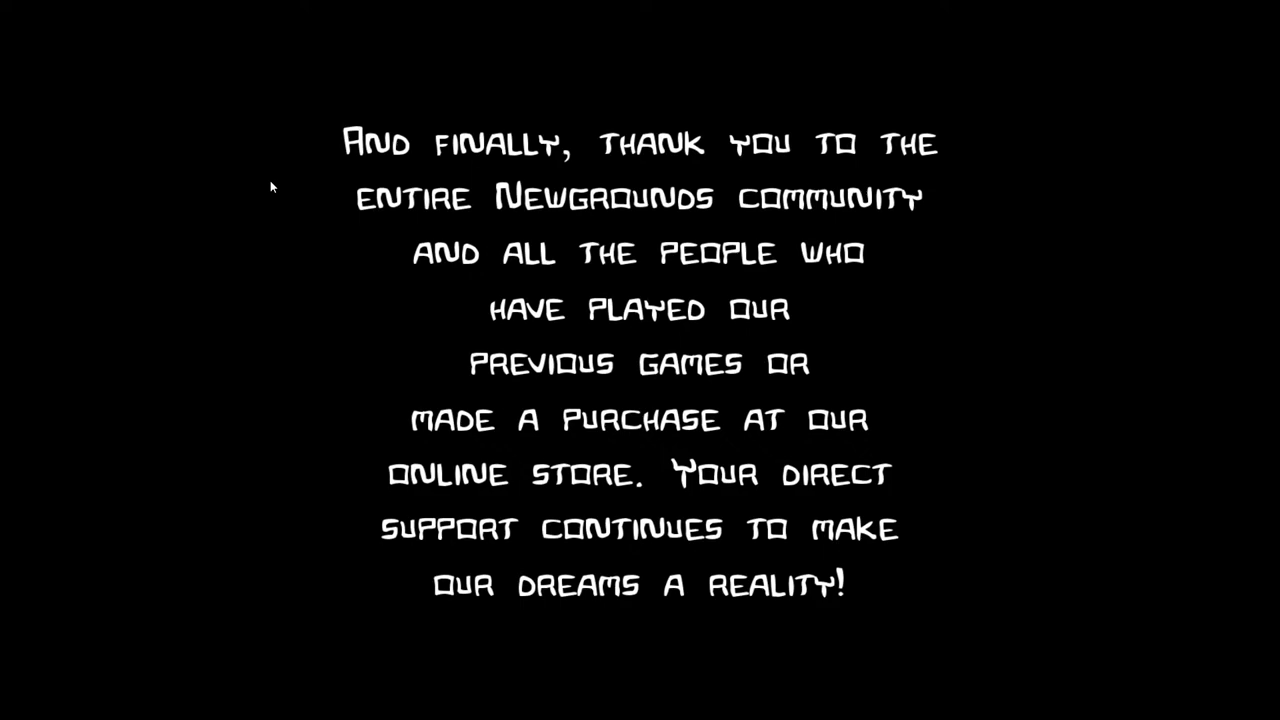 And finally, thank you to the
entire Newgrounds community
and all the people who
have played our
previous games or
made a purchase at our
online store. Your direct
support continues to make
our dreams a reality!